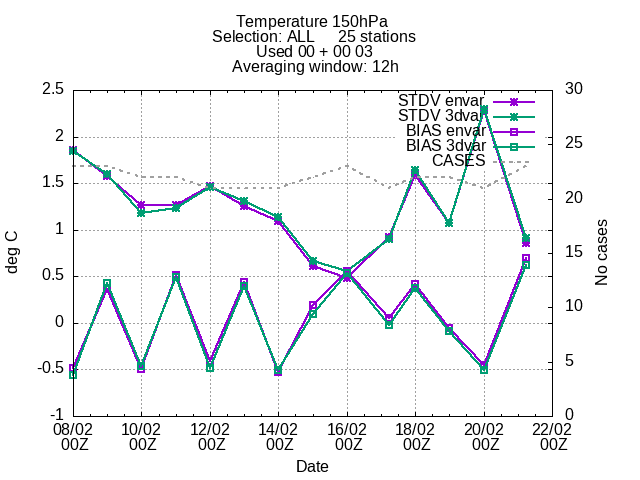 Temperature 150hPa
Selection: ALL 25 stations
Used 00 + 00 03
Averaging window: 12h
STDV envar
STDV 3dvar
BIAS envar
BIAS 3dvar
CASES
2.5
2
1.5
1
0.5
0
-0.5
-1
deg C
30
25
20
15
10
5
0
No cases
08/02 10/02 12/02 14/02 16/02 18/02 20/02 22/02
00Z 00Z 00Z 00Z 00Z 00Z 00Z 00Z
Date